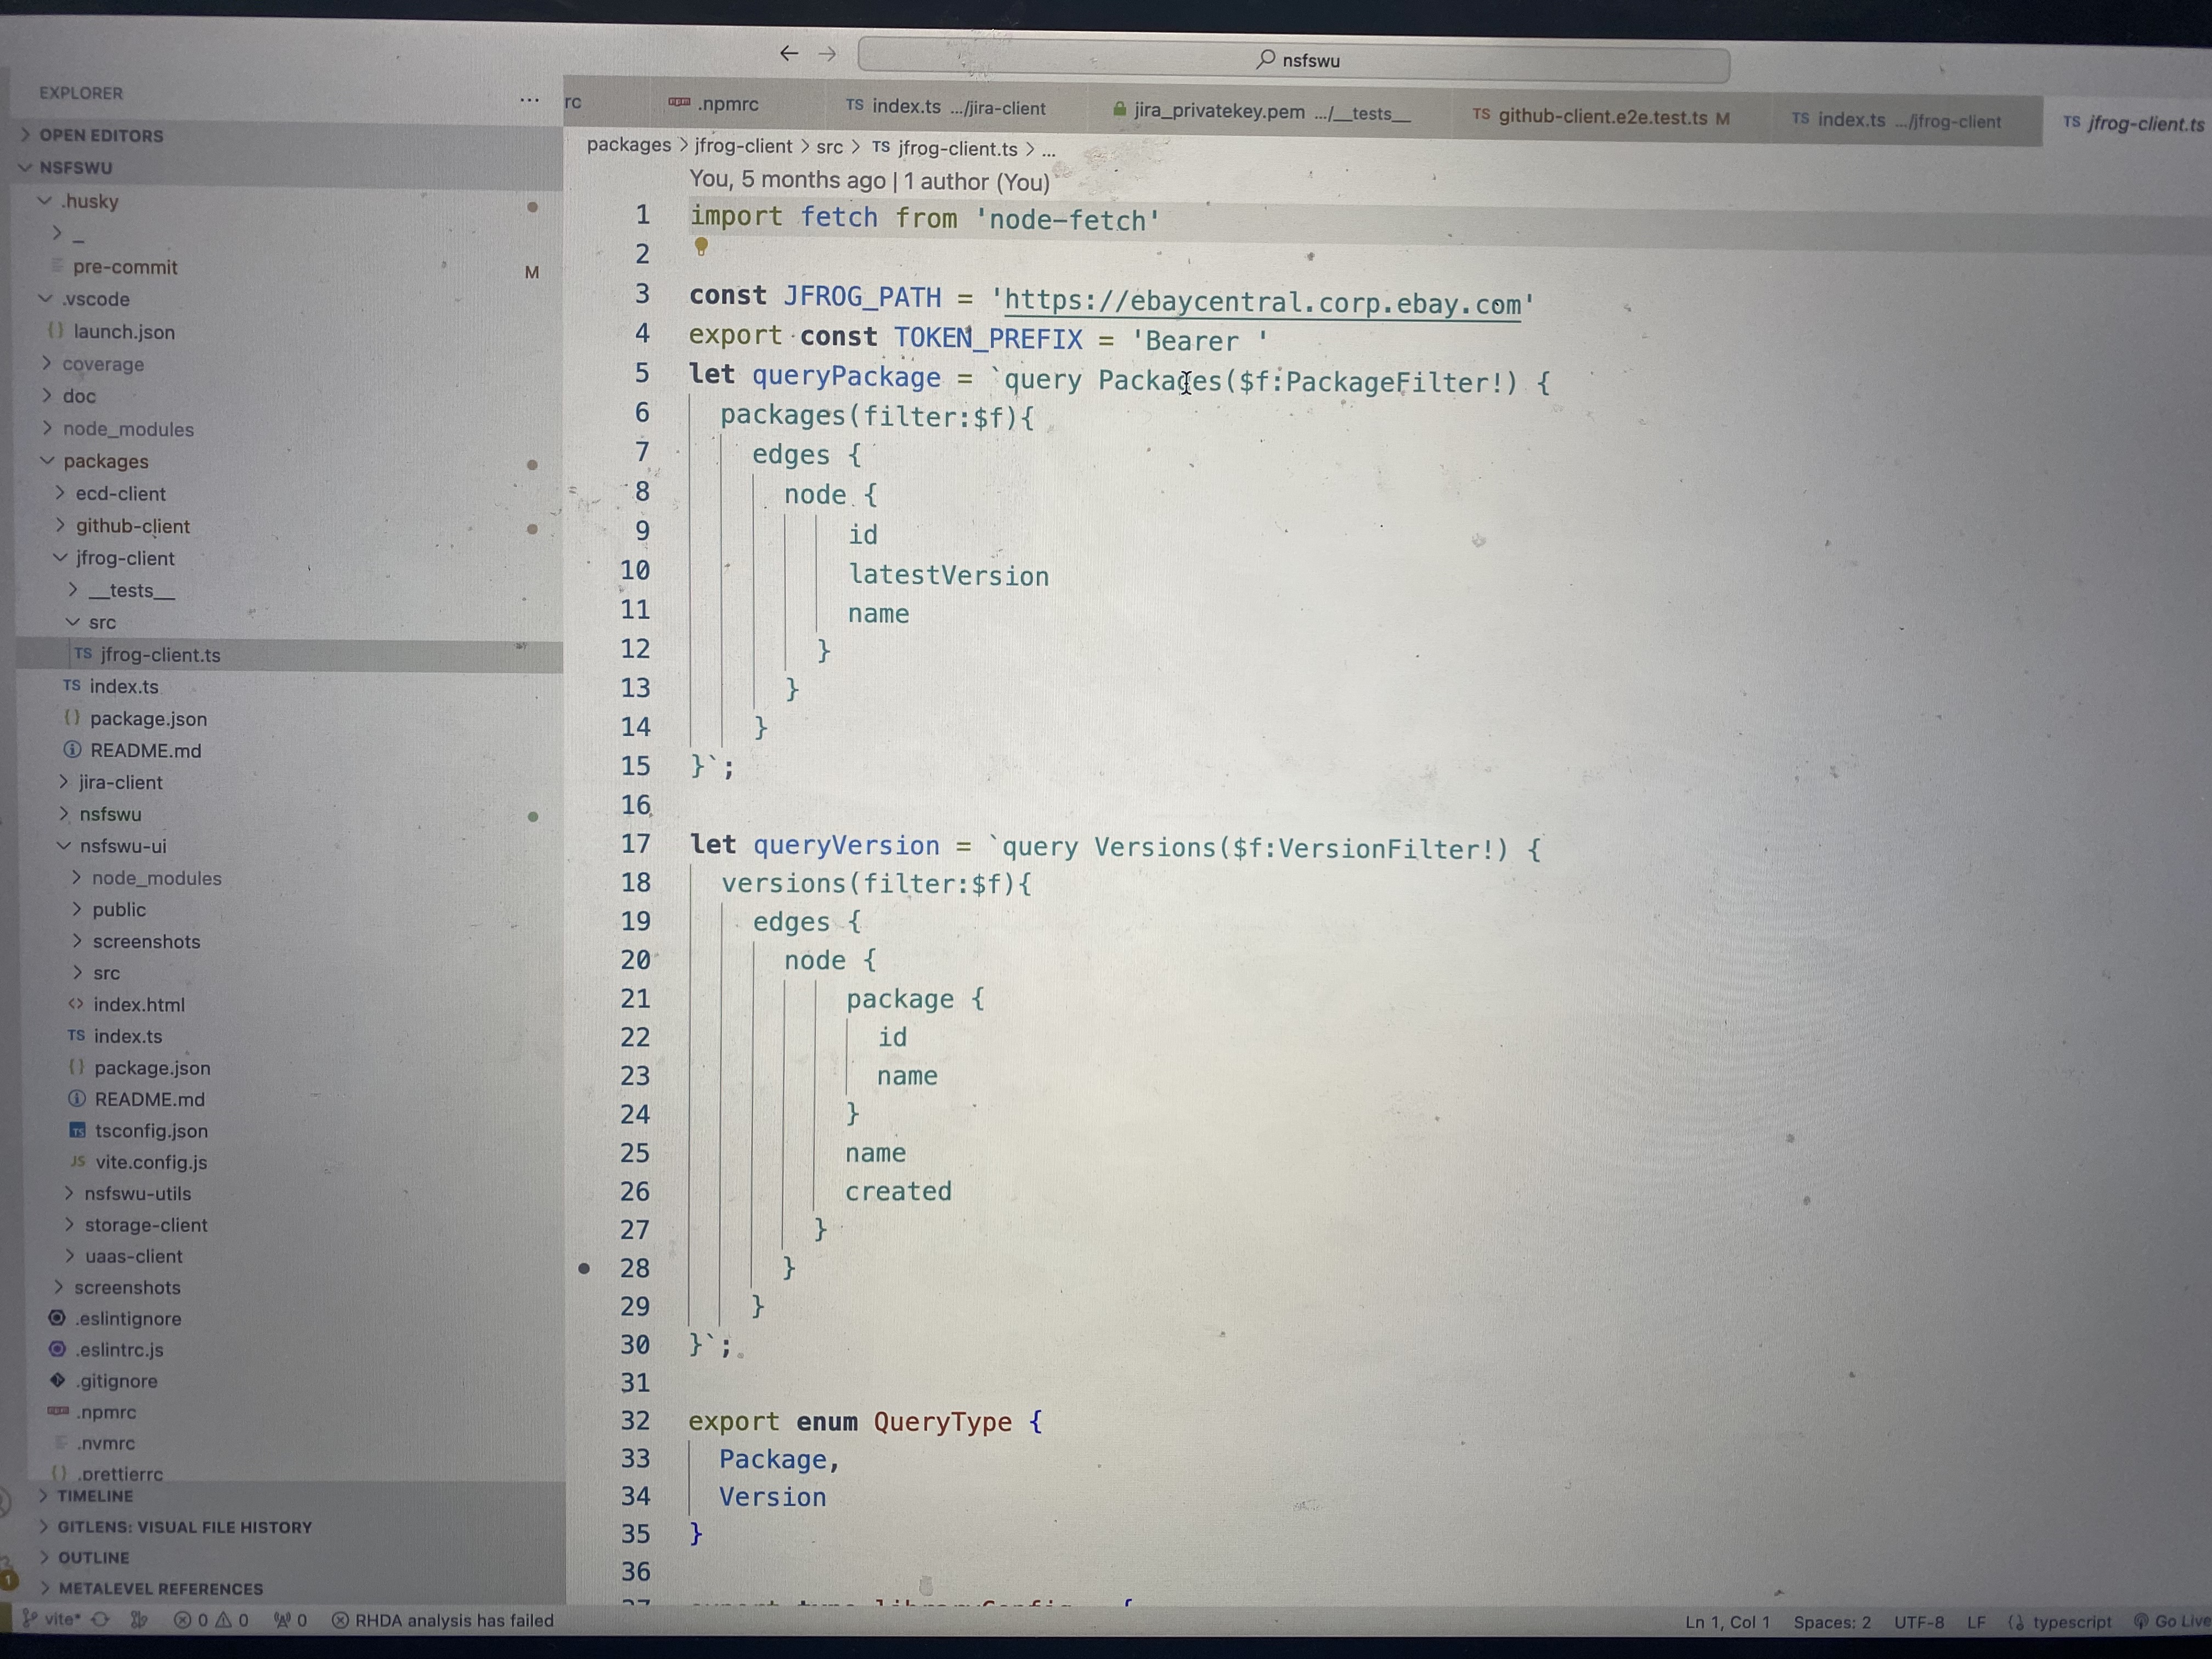 nsfswu
EXPLORER
...
OPEN EDITORS
NSFSWU
.husky
_
pre-commit
M
.vscode
{} launch.json
coverage
doc
node_modules
packages
ecd-client
github-client
jfrog-client
__tests__
src
TS jfrog-client.ts
TS index.ts
{} package.json
README.md
jira-client
nsfswu
nsfswu-ui
node_modules
public
screenshots
src
<> index.html
TS index.ts
{} package.json
README.md
TS tsconfig.json
JS vite.config.js
nsfswu-utils
storage-client
uaas-client
screenshots
.eslintignore
.eslintrc.js
.gitignore
npm .npmrc
.nvmrc
{} .prettierrc
TIMELINE
GITLENS: VISUAL FILE HISTORY
OUTLINE
METALEVEL REFERENCES
rc
npm .npmrc
TS index.ts .../jira-client
jira_privatekey.pem .../__tests__
TS github-client.e2e.test.ts M
TS index.ts .../jfrog-client
TS jfrog-client.ts
packages > jfrog-client > src > TS jfrog-client.ts > ...
You, 5 months ago | 1 author (You)
1 import fetch from 'node-fetch'
2
3 const JFROG_PATH = 'https://ebaycentral.corp.ebay.com'
4 export const TOKEN_PREFIX = 'Bearer '
5 let queryPackage = `query Packages($f:PackageFilter!) {
6 packages(filter:$f){
7 edges {
8 node {
9 id
10 latestVersion
11 name
12 }
13 }
14 }
15 }`;
16
17 let queryVersion = `query Versions($f:VersionFilter!) {
18 versions(filter:$f){
19 edges {
20 node {
21 package {
22 id
23 name
24 }
25 name
26 created
27 }
28 }
29 }
30 }`;
31
32 export enum QueryType {
33 Package,
34 Version
35 }
36
1
vite* 0 0 0 RHDA analysis has failed
Ln 1, Col 1 Spaces: 2 UTF-8 LF typescript Go Live